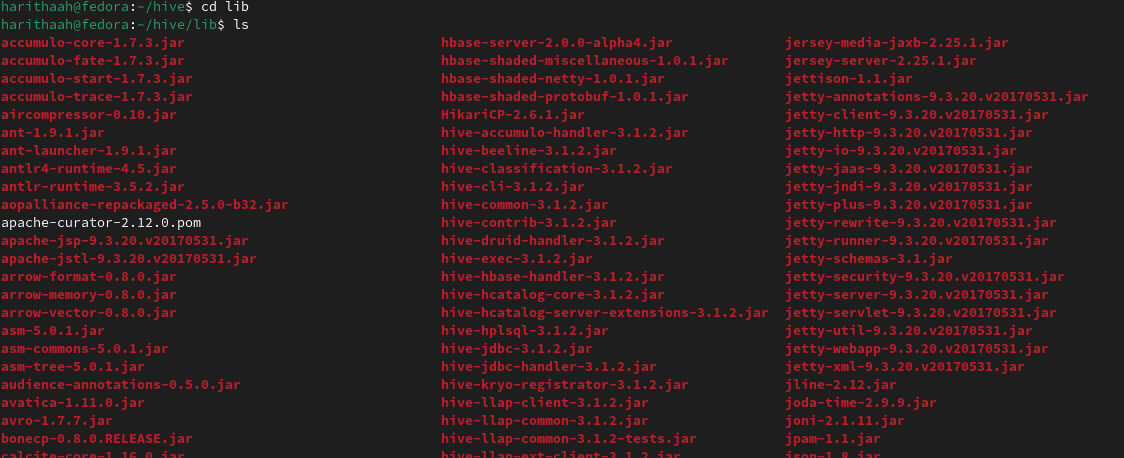 harithaah@fedora:~/hive$ cd lib
harithaah@fedora:~/hive/lib$ ls
accumulo-core-1.7.3.jar hbase-server-2.0.0-alpha4.jar jersey-media-jaxb-2.25.1.jar
accumulo-fate-1.7.3.jar hbase-shaded-miscellaneous-1.0.1.jar jersey-server-2.25.1.jar
accumulo-start-1.7.3.jar hbase-shaded-netty-1.0.1.jar jettison-1.1.jar
accumulo-trace-1.7.3.jar hbase-shaded-protobuf-1.0.1.jar jetty-annotations-9.3.20.v20170531.jar
aircompressor-0.10.jar HikariCP-2.6.1.jar jetty-client-9.3.20.v20170531.jar
ant-1.9.1.jar hive-accumulo-handler-3.1.2.jar jetty-http-9.3.20.v20170531.jar
ant-launcher-1.9.1.jar hive-beeline-3.1.2.jar jetty-io-9.3.20.v20170531.jar
antlr4-runtime-4.5.jar hive-classification-3.1.2.jar jetty-jaas-9.3.20.v20170531.jar
antlr-runtime-3.5.2.jar hive-cli-3.1.2.jar jetty-jndi-9.3.20.v20170531.jar
aopalliance-repackaged-2.5.0-b32.jar hive-common-3.1.2.jar jetty-plus-9.3.20.v20170531.jar
apache-curator-2.12.0.pom hive-contrib-3.1.2.jar jetty-rewrite-9.3.20.v20170531.jar
apache-jsp-9.3.20.v20170531.jar hive-druid-handler-3.1.2.jar jetty-runner-9.3.20.v20170531.jar
apache-jstl-9.3.20.v20170531.jar hive-exec-3.1.2.jar jetty-schemas-3.1.jar
arrow-format-0.8.0.jar hive-hbase-handler-3.1.2.jar jetty-security-9.3.20.v20170531.jar
arrow-memory-0.8.0.jar hive-hcatalog-core-3.1.2.jar jetty-server-9.3.20.v20170531.jar
arrow-vector-0.8.0.jar hive-hcatalog-server-extensions-3.1.2.jar jetty-servlet-9.3.20.v20170531.jar
asm-5.0.1.jar hive-hplsql-3.1.2.jar jetty-util-9.3.20.v20170531.jar
asm-commons-5.0.1.jar hive-jdbc-3.1.2.jar jetty-webapp-9.3.20.v20170531.jar
asm-tree-5.0.1.jar hive-jdbc-handler-3.1.2.jar jetty-xml-9.3.20.v20170531.jar
audience-annotations-0.5.0.jar hive-kryo-registrator-3.1.2.jar jline-2.12.jar
avatica-1.11.0.jar hive-llap-client-3.1.2.jar joda-time-2.9.9.jar
avro-1.7.7.jar hive-llap-common-3.1.2.jar joni-2.1.11.jar
bonecp-0.8.0.RELEASE.jar hive-llap-common-3.1.2-tests.jar jpam-1.1.jar
calcite-core-1.16.0.jar hive-llap-ext-client-3.1.2.jar json-1.8.jar